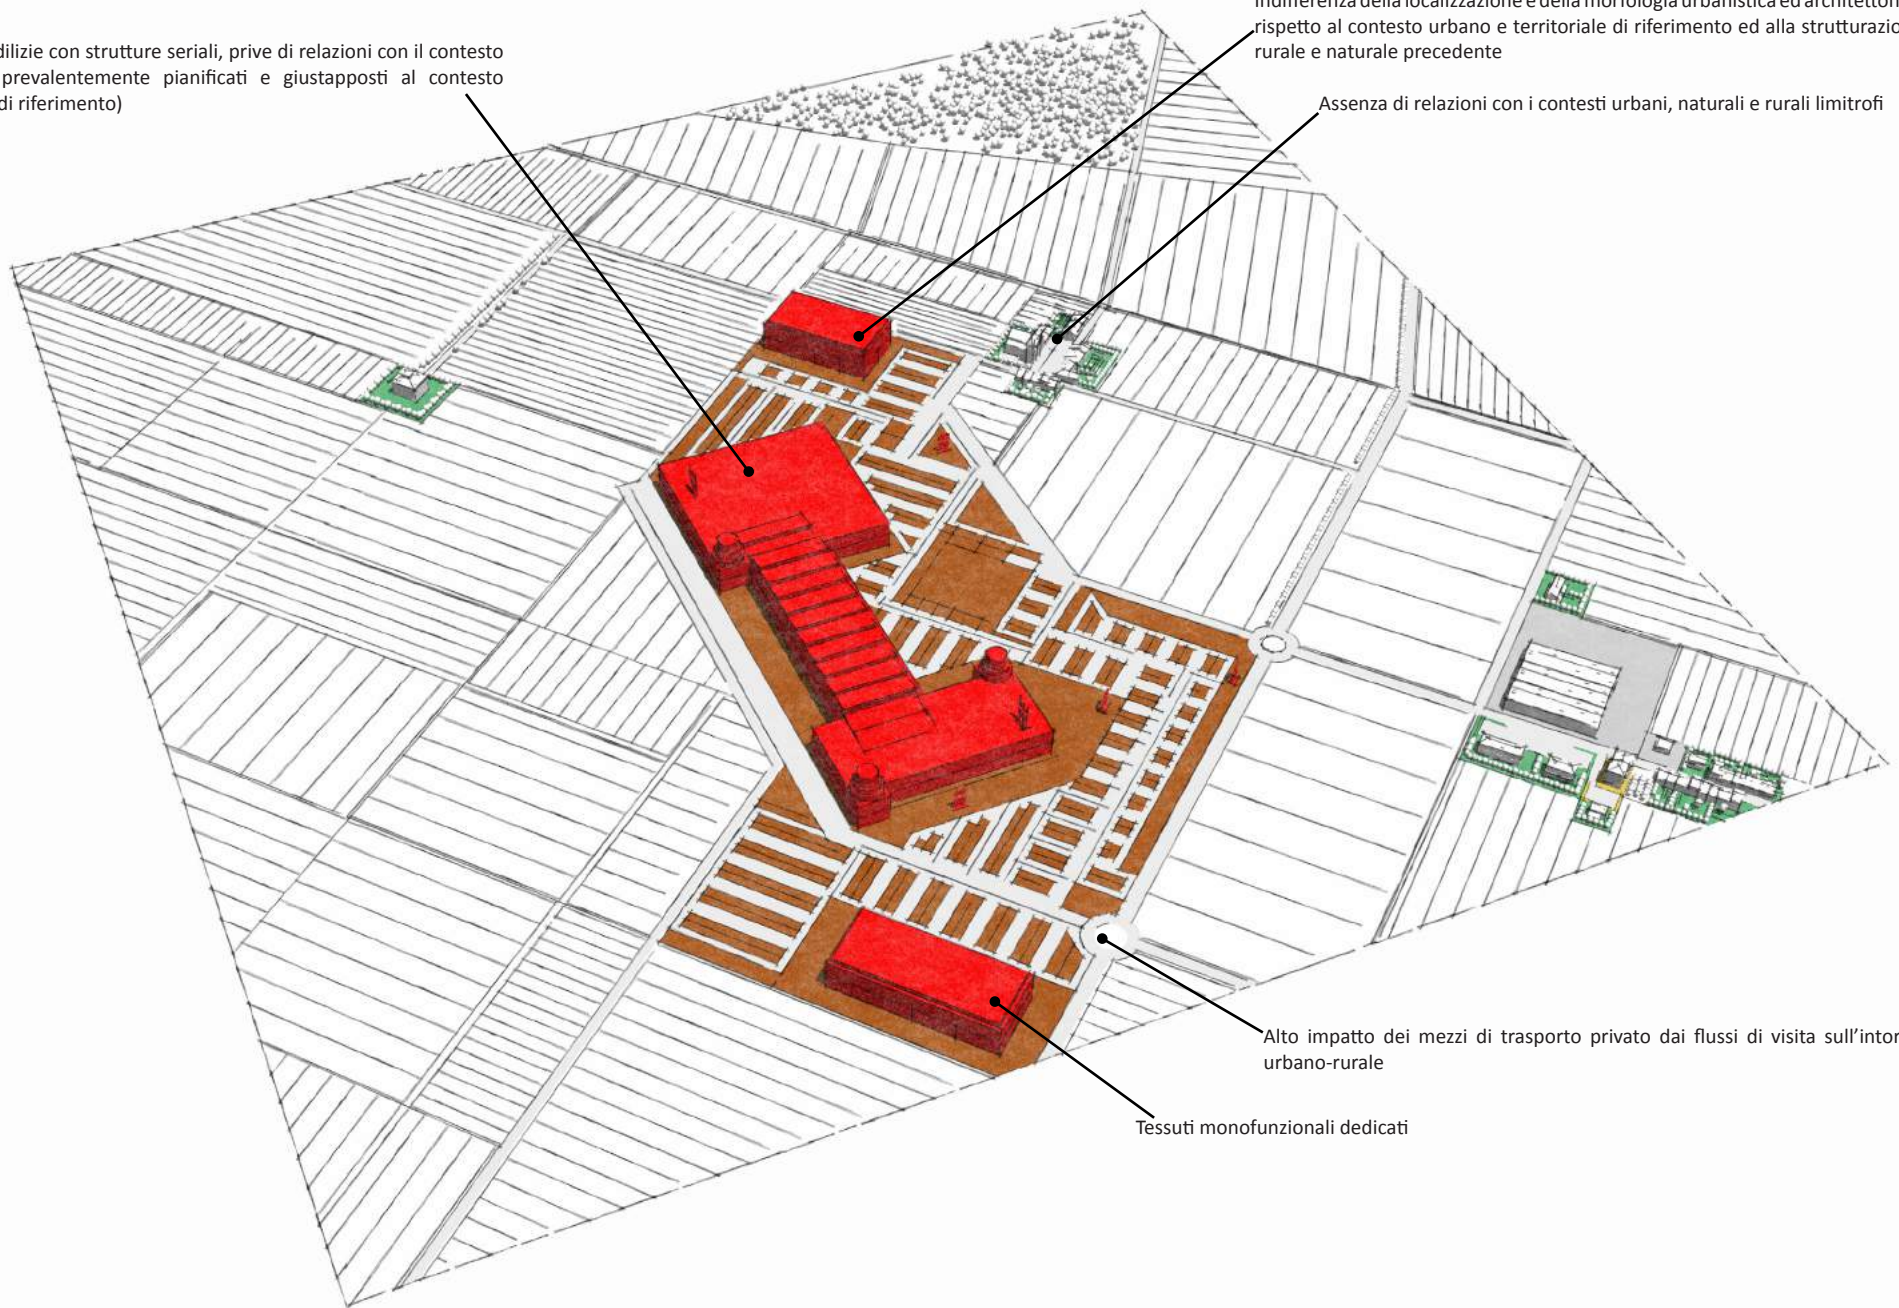 dilizie con strutture seriali, prive di relazioni con il contesto
prevalentemente pianificati e giustapposti al contesto
di riferimento)
Indifferenza della localizzazione e della morfologia urbanistica ed architetton
rispetto al contesto urbano e territoriale di riferimento ed alla strutturazio
rurale e naturale precedente
Assenza di relazioni con i contesti urbani, naturali e rurali limitrofi
Alto impatto dei mezzi di trasporto privato dai flussi di visita sull’intor
urbano-rurale
Tessuti monofunzionali dedicati